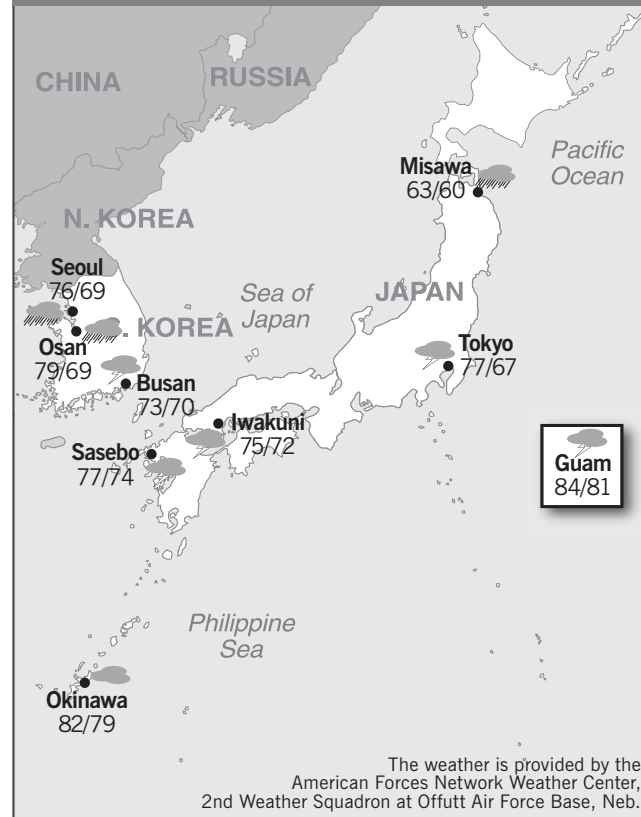 CHINA
RUSSIA
Pacific
Ocean
Misawa
63/60
N. KOREA
Seoul
76/69
Sea of
Japan
JAPAN
. KOREA
Osan
79/69
Tokyo
77/67
Busan
73/70
Iwakuni
75/72
Sasebo
77/74
Guam
84/81
Philippine
Sea
Okinawa
82/79
The weather is provided by the
American Forces Network Weather Center,
2nd Weather Squadron at Offutt Air Force Base, Neb.